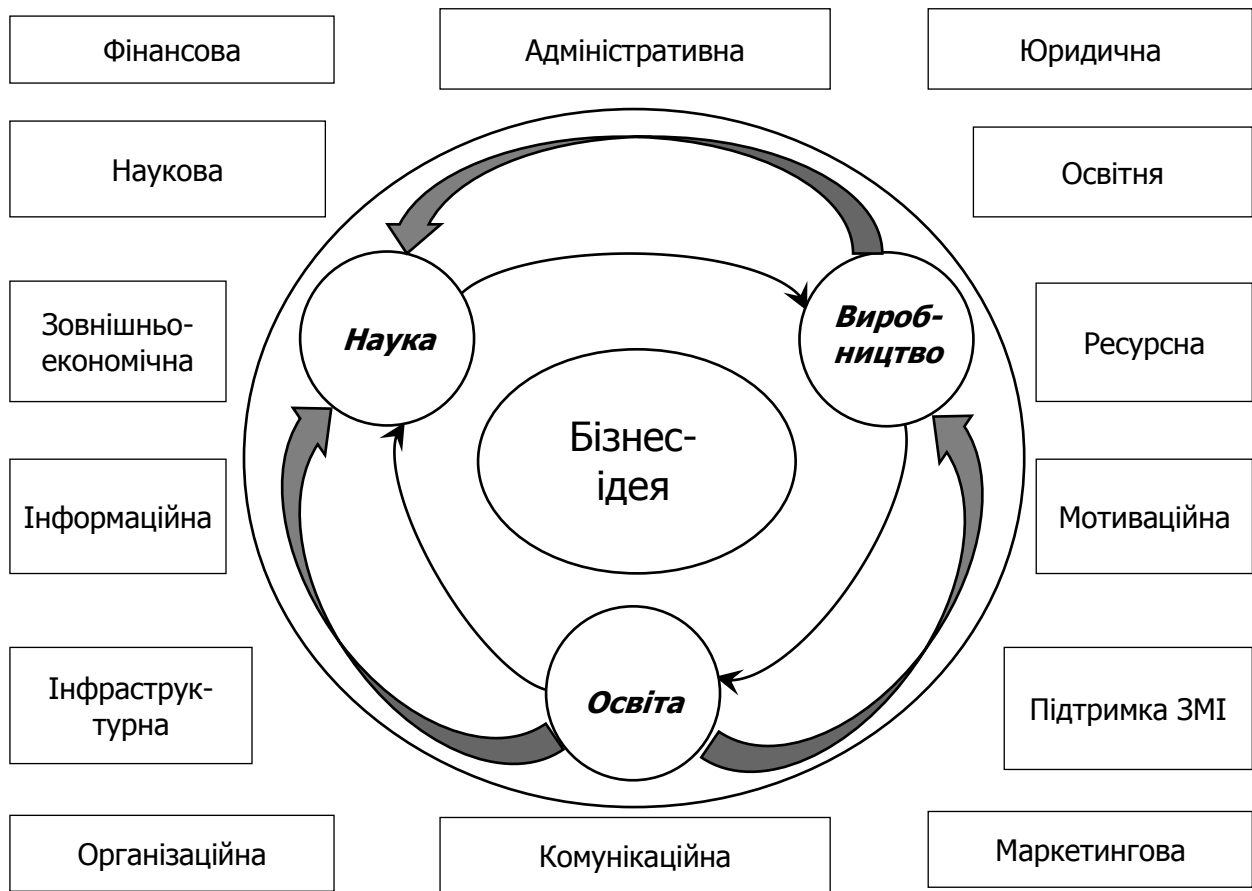 Фінансова
Адміністративна
Юридична
Наукова
Освітня
Зовнішньо-
економічна
Наука
Вироб-
ництво
Ресурсна
Бізнес-
ідея
Інформаційна
Мотиваційна
Інфраструк-
турна
Освіта
Підтримка ЗМІ
Організаційна
Комунікаційна
Маркетингова